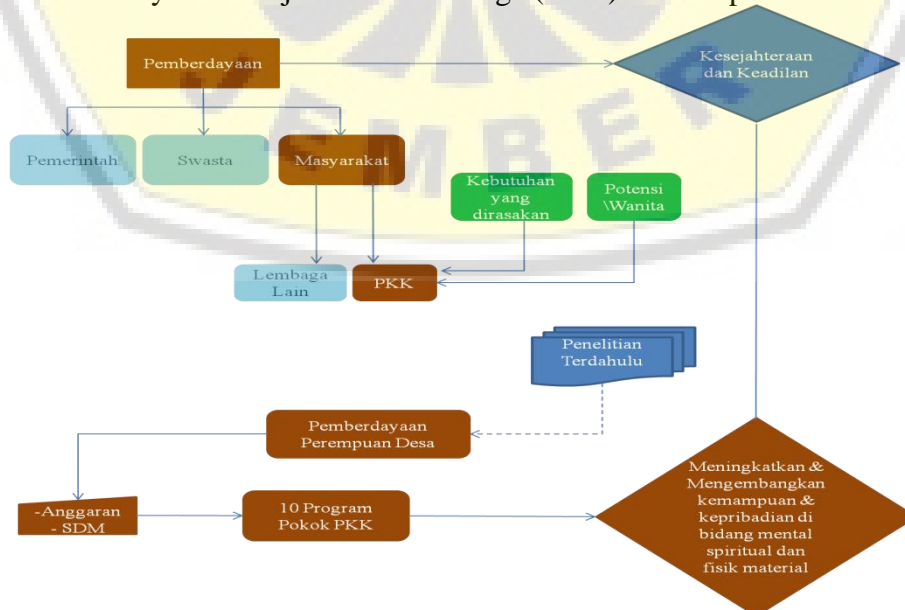 Pemberdayaan
Kesejahteraan
dan Keadilan
Pemerintah
Swasta
Masyarakat
Kebutuhan
yang
dirasakan
Potensi
\Wanita
Lembaga
Lain
PKK
Penelitian
Terdahulu
Pemberdayaan
Perempuan Desa
-Anggaran
- SDM
10 Program
Pokok PKK
Meningkatkan &
Mengembangkan
kemampuan &
kepribadian di
bidang mental
spiritual dan
fisik material
EMBER